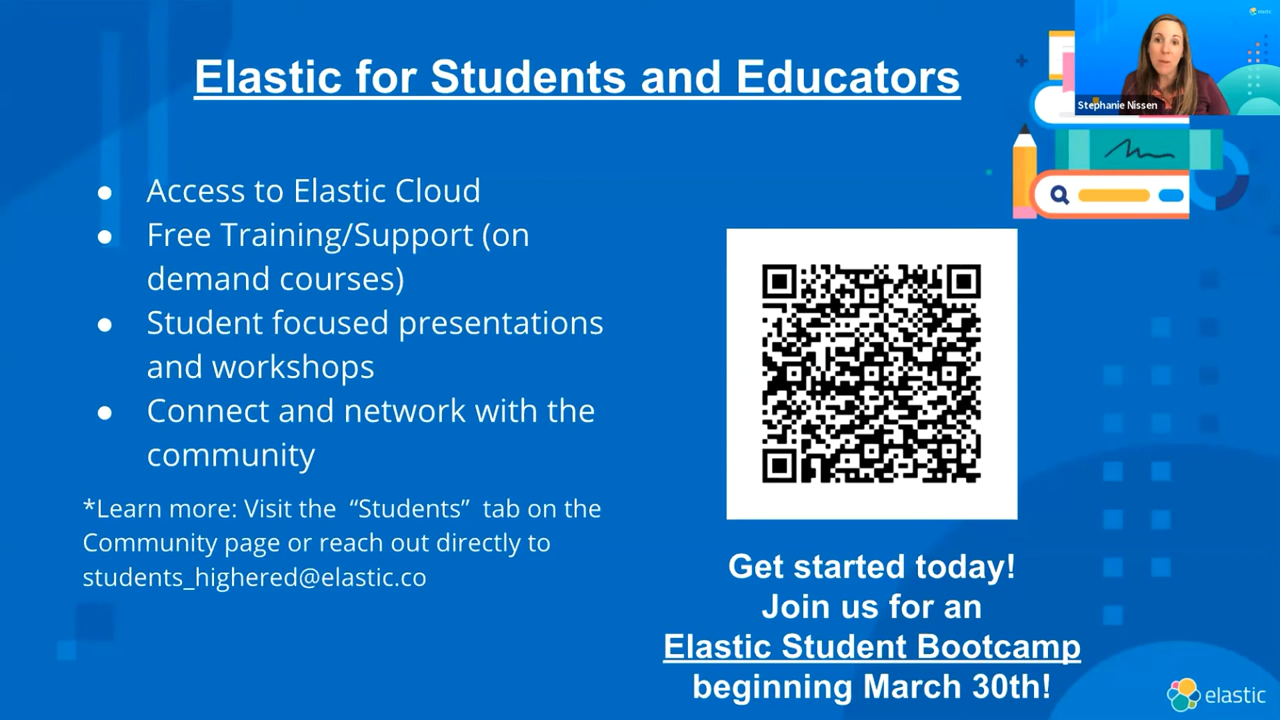 Elastic for Students and Educators
elastic
Stephanie Nissen
● Access to Elastic Cloud
● Free Training/Support (on
demand courses)
● Student focused presentations
and workshops
● Connect and network with the
community
*Learn more: Visit the “Students” tab on the
Community page or reach out directly to
students_highered@elastic.co
Get started today!
Join us for an
Elastic Student Bootcamp
beginning March 30th!
elastic